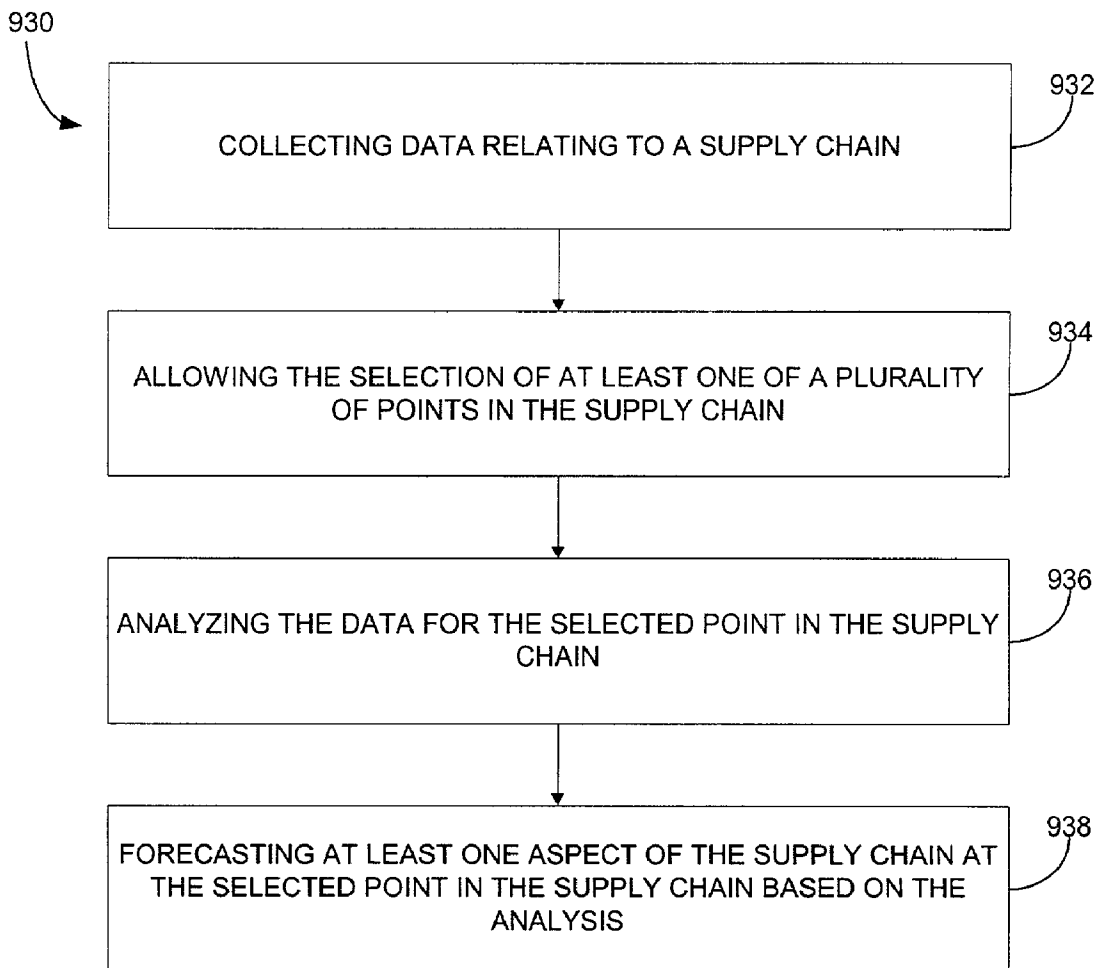 930
932
COLLECTING DATA RELATING TO A SUPPLY CHAIN
934
ALLOWING THE SELECTION OF AT LEAST ONE OF A PLURALITY
OF POINTS IN THE SUPPLY CHAIN
936
ANALYZING THE DATA FOR THE SELECTED POINT IN THE SUPPLY
CHAIN
938
FORECASTING AT LEAST ONE ASPECT OF THE SUPPLY CHAIN AT
THE SELECTED POINT IN THE SUPPLY CHAIN BASED ON THE
ANALYSIS